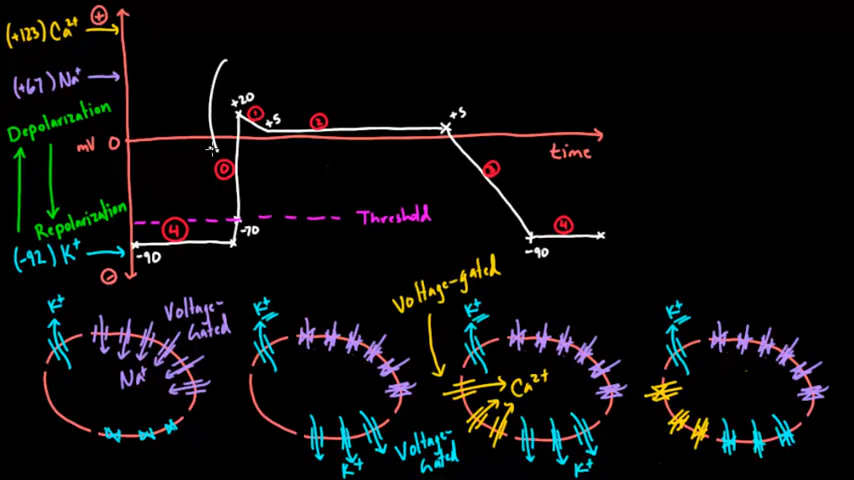 +
(+123) Ca²⁺
(+67) Na⁺
Depolarization
mV 0
Repolarization
(-92) K⁺
−
+20
1
+5
2
+5
time
0
3
4
Threshold
-70
4
-90
-90
Voltage-gated
K⁺
Voltage-
Gated
Na⁺
K⁺
K⁺
Voltage-
Gated
K⁺
Ca²⁺
K⁺
K⁺